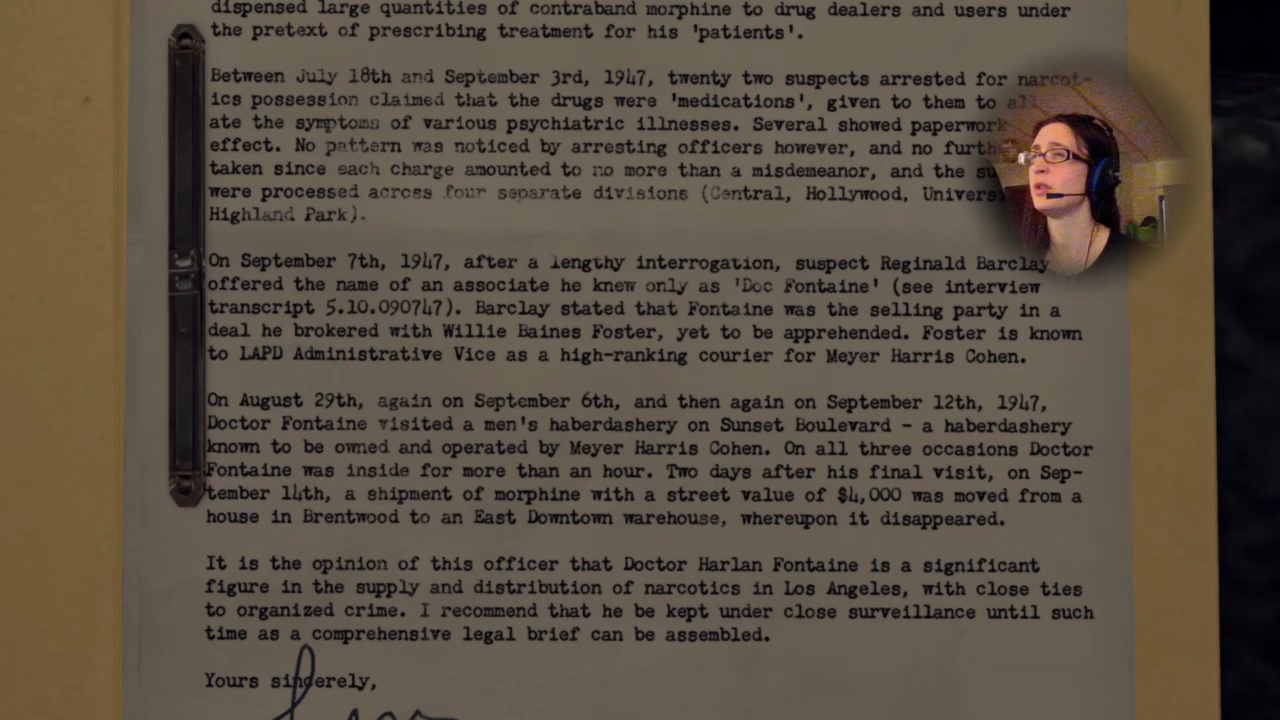 dispensed large quantities of contraband morphine to drug dealers and users under
the pretext of prescribing treatment for his 'patients'.
Between July 18th and September 3rd, 1947, twenty two suspects arrested for narcot-
ics possession claimed that the drugs were 'medications', given to them to
ate the symptoms of various psychiatric illnesses. Several showed paperwork
effect. No pattern was noticed by arresting officers however, and no
taken since each charge amounted to no more than a misdemeanor, and the
were processed across four separate divisions (Central, Hollywood,
Highland Park).
On September 7th, 1947, after a lengthy interrogation, suspect Reginald Barclay
offered the name of an associate he knew only as 'Doc Fontaine' (see interview
transcript 5.10.090747). Barclay stated that Fontaine was the selling party in a
deal he brokered with Willie Baines Foster, yet to be apprehended. Foster is known
to LAPD Administrative Vice as a high-ranking courier for Meyer Harris Cohen.
On August 29th, again on September 6th, and then again on September 12th, 1947,
Doctor Fontaine visited a men's haberdashery on Sunset Boulevard - a haberdashery
known to be owned and operated by Meyer Harris Cohen. On all three occasions Doctor
Fontaine was inside for more than an hour. Two days after his final visit, on Sep-
tember 14th, a shipment of morphine with a street value of $4,000 was moved from a
house in Brentwood to an East Downtown warehouse, whereupon it disappeared.
It is the opinion of this officer that Doctor Harlan Fontaine is a significant
figure in the supply and distribution of narcotics in Los Angeles, with close ties
to organized crime. I recommend that he be kept under close surveillance until such
time as a comprehensive legal brief can be assembled.
Yours sincerely,